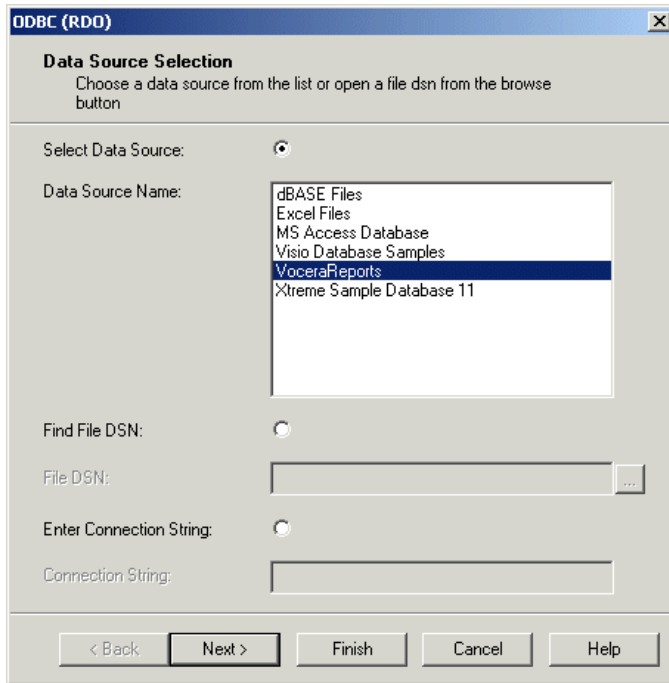 ODBC (RDO)
Data Source Selection
Choose a data source from the list or open a file dsn from the browse
button
Select Data Source:
Data Source Name:
dBASE Files
Excel Files
MS Access Database
Visio Database Samples
VoceraReports
Xtreme Sample Database 11
Find File DSN:
File DSN:
...
Enter Connection String:
Connection String:
< Back Next > Finish Cancel Help